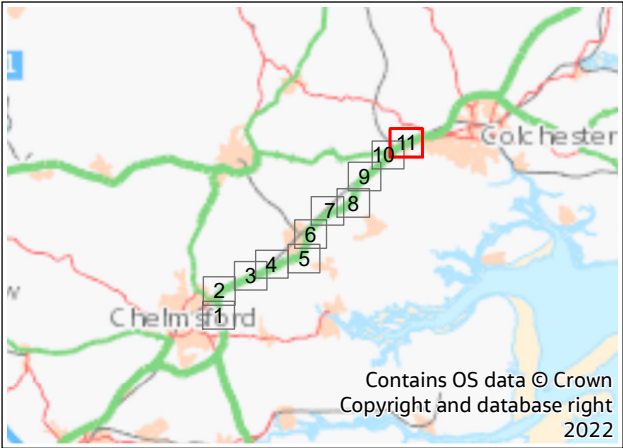 1
Colchester
11
10
9
8
7
6
5
4
3
2
w
1
Chelmsford
Contains OS data © Crown
Copyright and database right
2022